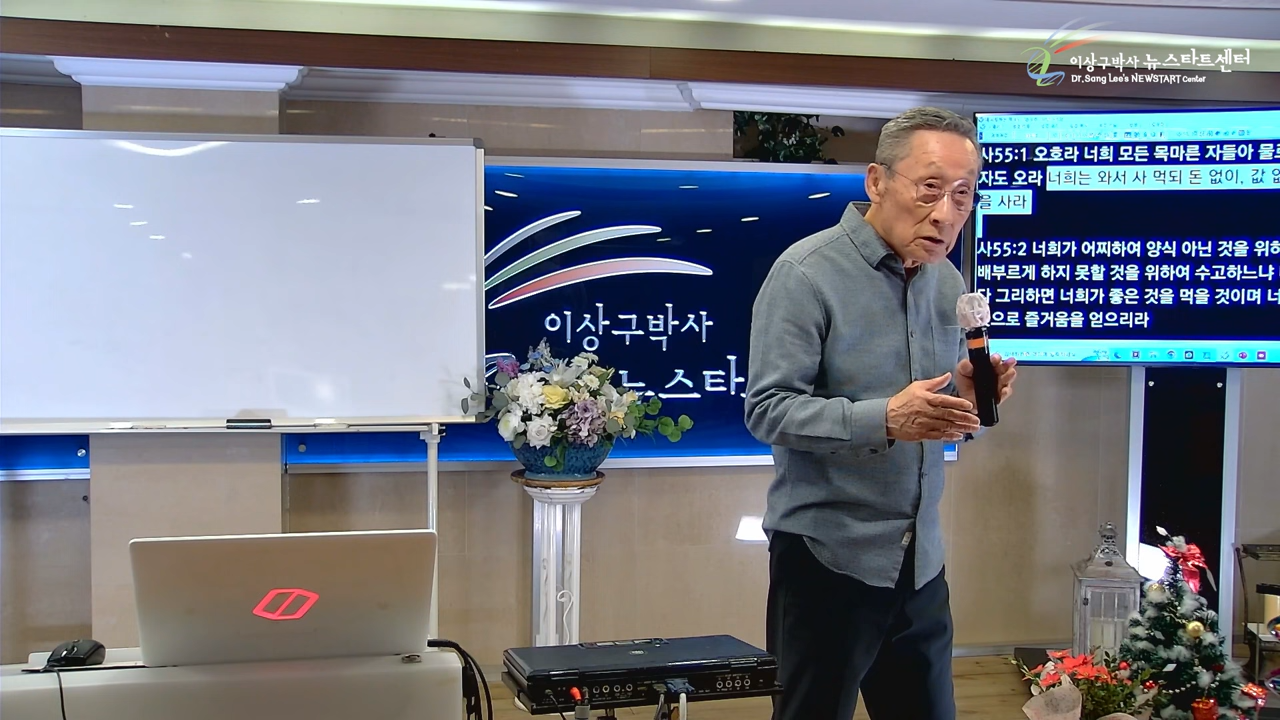 이상구박사 뉴스타트센터
Dr. Sang Lee's NEWSTART Center
사55:1 오호라 너희 모든 목마른 자들아 물로
자도 오라 너희는 와서 사 먹되 돈 없이, 값 없
을 사라
사55:2 너희가 어찌하여 양식 아닌 것을 위하
배부르게 하지 못할 것을 위하여 수고하느냐
그리하면 너희가 좋은 것을 먹을 것이며 너
으로 즐거움을 얻으리라
이상구박사
뉴스타